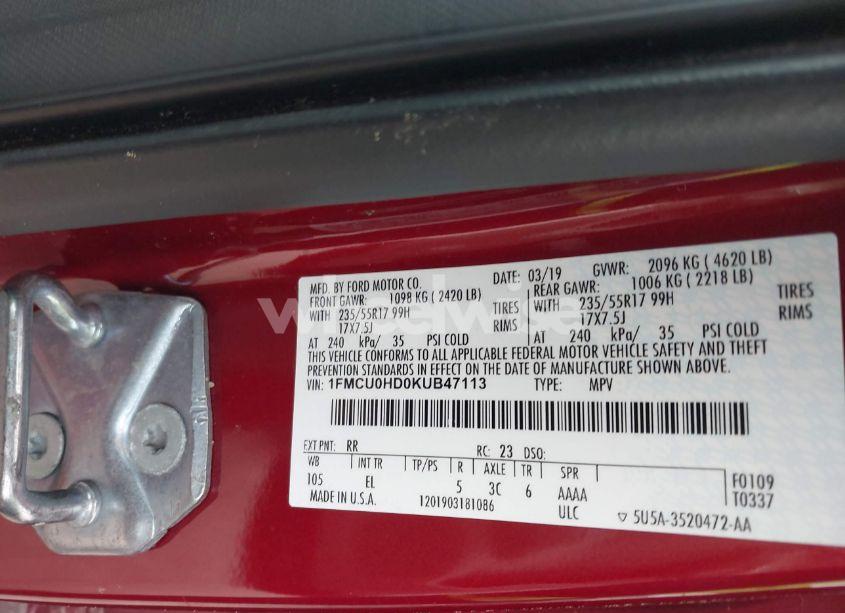 MFD. BY FORD MOTOR CO.
DATE: 03/19 GVWR: 2096 KG ( 4620 LB)
FRONT GAWR: 1098 KG ( 2420 LB)
REAR GAWR: 1006 KG ( 2218 LB)
WITH 235/55R17 99H TIRES
WITH 235/55R17 99H TIRES
17X7.5J RIMS
17X7.5J RIMS
AT 240 kPa/ 35 PSI COLD
AT 240 kPa/ 35 PSI COLD
THIS VEHICLE CONFORMS TO ALL APPLICABLE FEDERAL MOTOR VEHICLE SAFETY AND THEFT
PREVENTION STANDARDS IN EFFECT ON THE DATE OF MANUFACTURE SHOWN ABOVE.
VIN: 1FMCU0HD0KUB47113 TYPE: MPV
EXT PNT: RR RC: 23 DSO:
WB INT TR TP/PS R AXLE TR SPR
105 EL 5 3C 6 AAAA
ULC
F0109
T0337
MADE IN U.S.A. 1201903181086
▽ 5U5A-3520472-AA
wheelwise